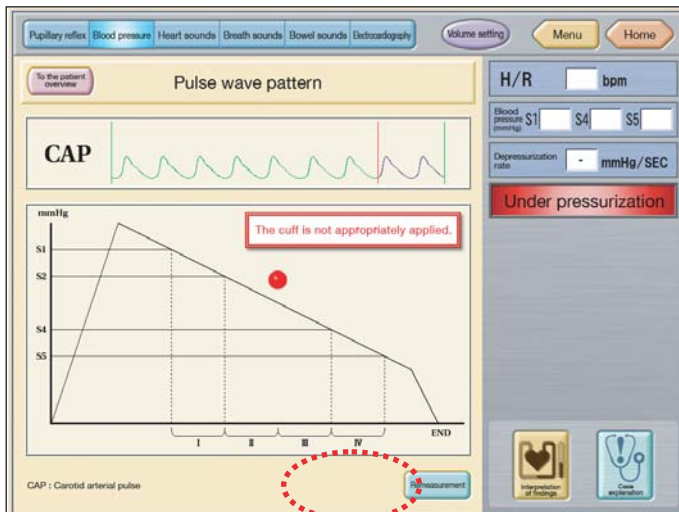 Pupillary reflex Blood pressure Heart sounds Breath sounds Bowel sounds Electrocardiography Volume setting Menu Home
To the patient
overview
Pulse wave pattern
H/R bpm
Blood
pressure
(mmHg)
S1 S4 S5
Depressurization
rate
- mmHg/SEC
Under pressurization
CAP
mmHg
The cuff is not appropriately applied.
S1
S2
S4
S5
I II III IV
END
CAP : Carotid arterial pulse
Remeasurement
Interpretation
of findings
Case
explanation